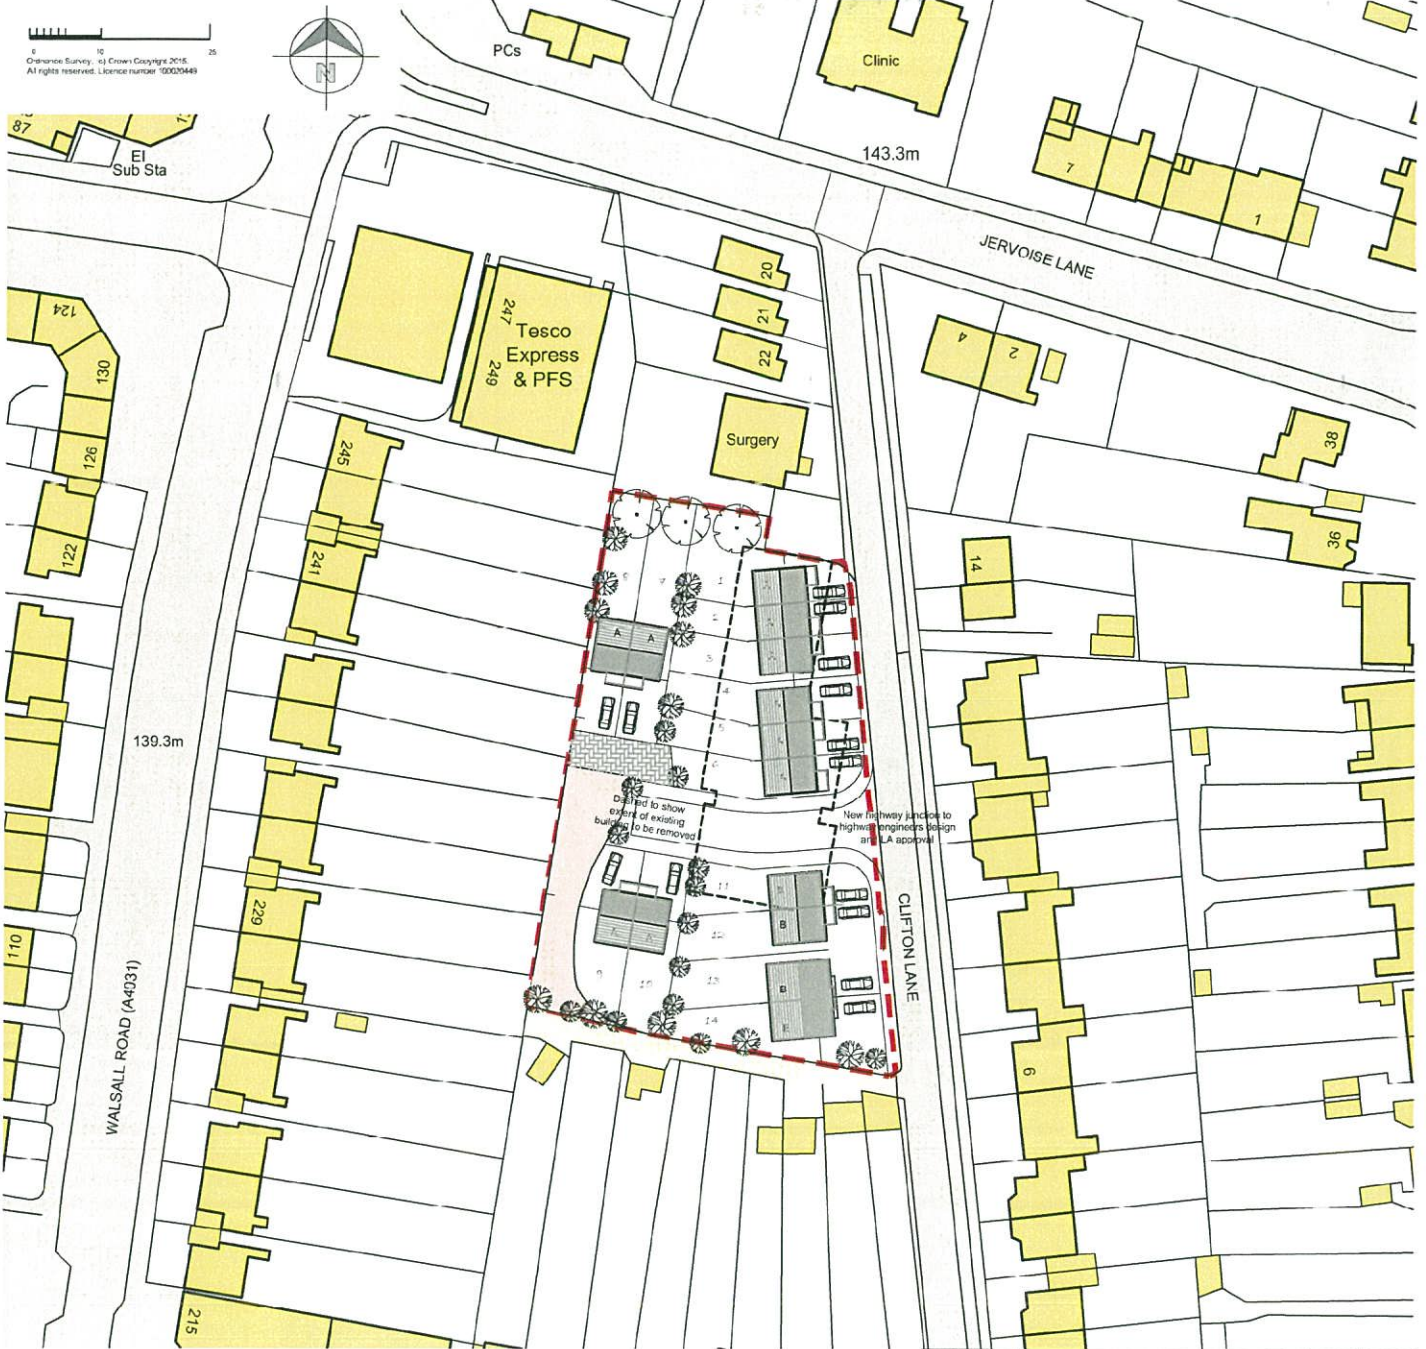 0 10 25
Ordnance Survey, (c) Crown Copyright 2015.
All rights reserved. Licence number 100020449
N
PCs
Clinic
87
El
Sub Sta
143.3m
7
1
JERVOISE LANE
124
130
126
122
20
21
22
247
249
Tesco
Express
& PFS
4
2
38
36
Surgery
245
241
14
A A
1
2
3
4
5
6
139.3m
Dashed to show
extent of existing
building to be removed
New highway junction to
highway engineers design
and LA approval
229
110
11
12
13
14
9
10
B
B
CLIFTON LANE
WALSALL ROAD (A4031)
9
215